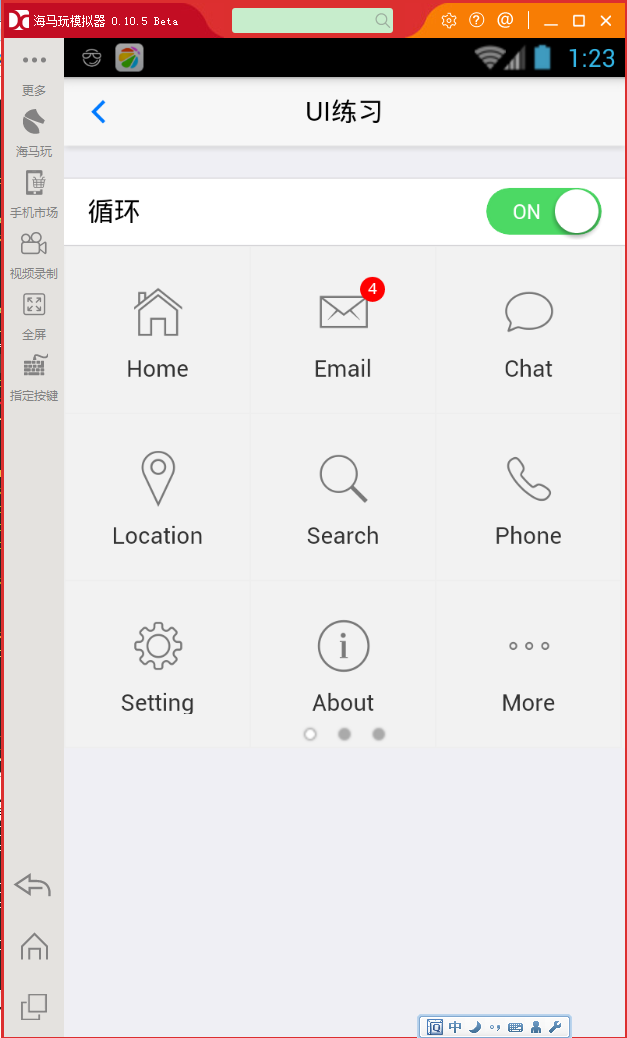 海马玩模拟器 0.10.5 Beta
@
1:23
更多
海马玩
手机市场
视频录制
全屏
指定按键
UI练习
循环
ON
4
Home
Email
Chat
Location
Search
Phone
Setting
About
More
中